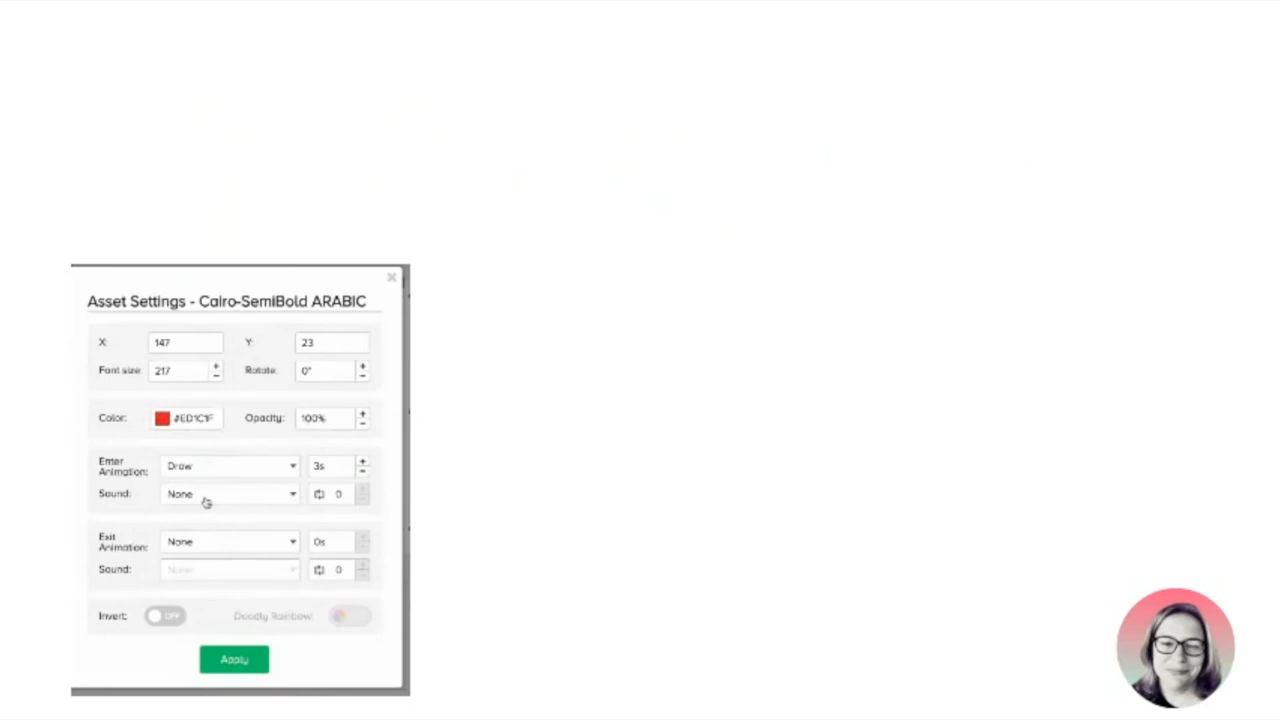 Asset Settings - Cairo-SemiBold ARABIC
X: 147 Y: 23
Font size: 217 + - Rotate: 0° + -
Color: #ED1C1F Opacity: 100% + -
Enter Animation: Draw 3s + -
Sound: None 0
Exit Animation: None 0s
Sound: None 0
Invert: OFF Doodly Rainbow:
Apply